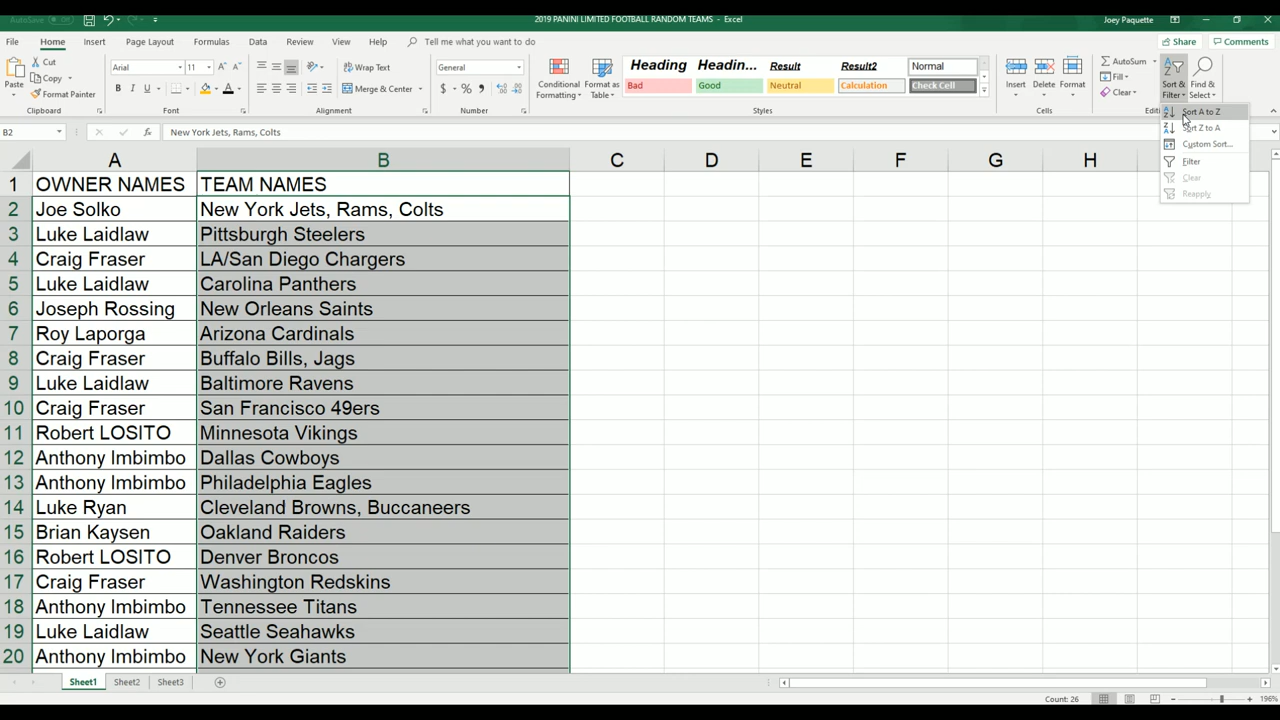 AutoSave Off 2019 PANINI LIMITED FOOTBALL RANDOM TEAMS - Excel Joey Paquette
File Home Insert Page Layout Formulas Data Review View Help Tell me what you want to do Share Comments
Paste Cut Copy Format Painter Clipboard
Arial 11 B I U Font
Wrap Text Merge & Center Alignment
General $ % Number
Conditional Formatting Format as Table
Heading Headin... Result Result2 Normal
Bad Good Neutral Calculation Check Cell
Styles
Insert Delete Format Cells
AutoSum Fill Clear Sort & Filter Find & Select
Sort A to Z
Sort Z to A
Custom Sort...
Filter
Clear
Reapply
B2 fx New York Jets, Rams, Colts
A B C D E F G H
1 OWNER NAMES TEAM NAMES
2 Joe Solko New York Jets, Rams, Colts
3 Luke Laidlaw Pittsburgh Steelers
4 Craig Fraser LA/San Diego Chargers
5 Luke Laidlaw Carolina Panthers
6 Joseph Rossing New Orleans Saints
7 Roy Laporga Arizona Cardinals
8 Craig Fraser Buffalo Bills, Jags
9 Luke Laidlaw Baltimore Ravens
10 Craig Fraser San Francisco 49ers
11 Robert LOSITO Minnesota Vikings
12 Anthony Imbimbo Dallas Cowboys
13 Anthony Imbimbo Philadelphia Eagles
14 Luke Ryan Cleveland Browns, Buccaneers
15 Brian Kaysen Oakland Raiders
16 Robert LOSITO Denver Broncos
17 Craig Fraser Washington Redskins
18 Anthony Imbimbo Tennessee Titans
19 Luke Laidlaw Seattle Seahawks
20 Anthony Imbimbo New York Giants
Sheet1 Sheet2 Sheet3
Count: 26 196%